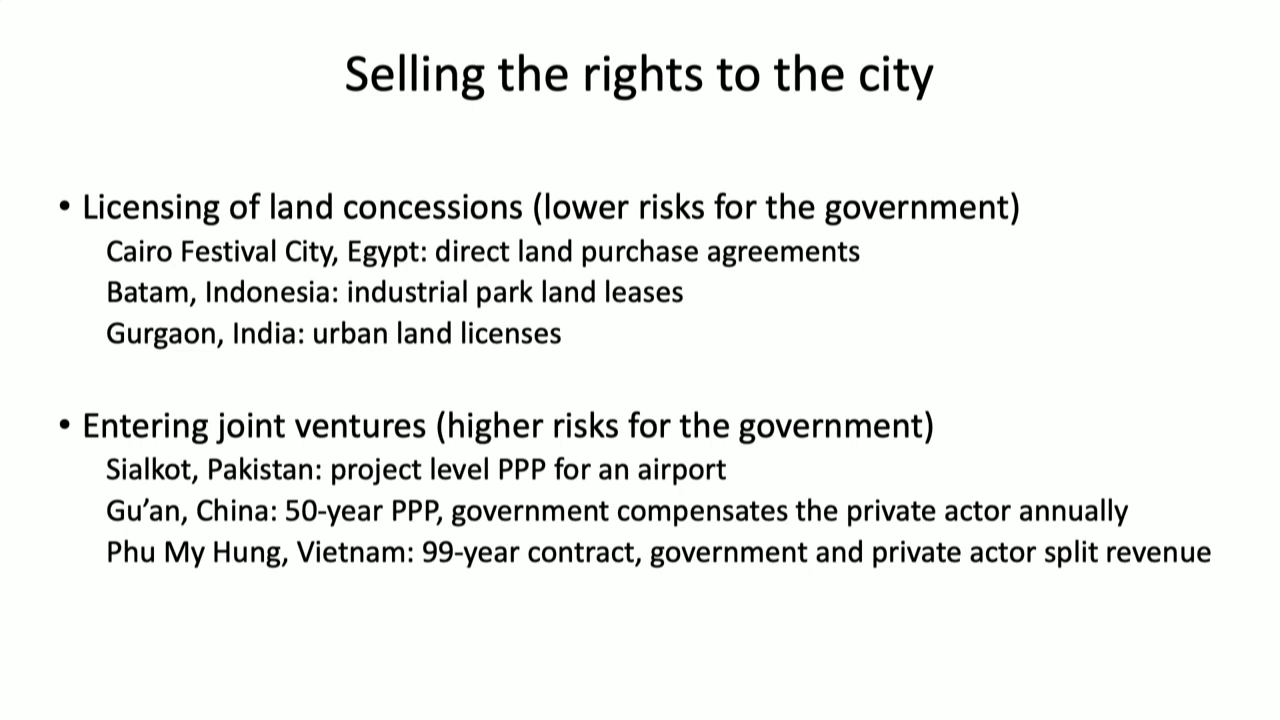 Selling the rights to the city
• Licensing of land concessions (lower risks for the government)
Cairo Festival City, Egypt: direct land purchase agreements
Batam, Indonesia: industrial park land leases
Gurgaon, India: urban land licenses
• Entering joint ventures (higher risks for the government)
Sialkot, Pakistan: project level PPP for an airport
Gu’an, China: 50-year PPP, government compensates the private actor annually
Phu My Hung, Vietnam: 99-year contract, government and private actor split revenue